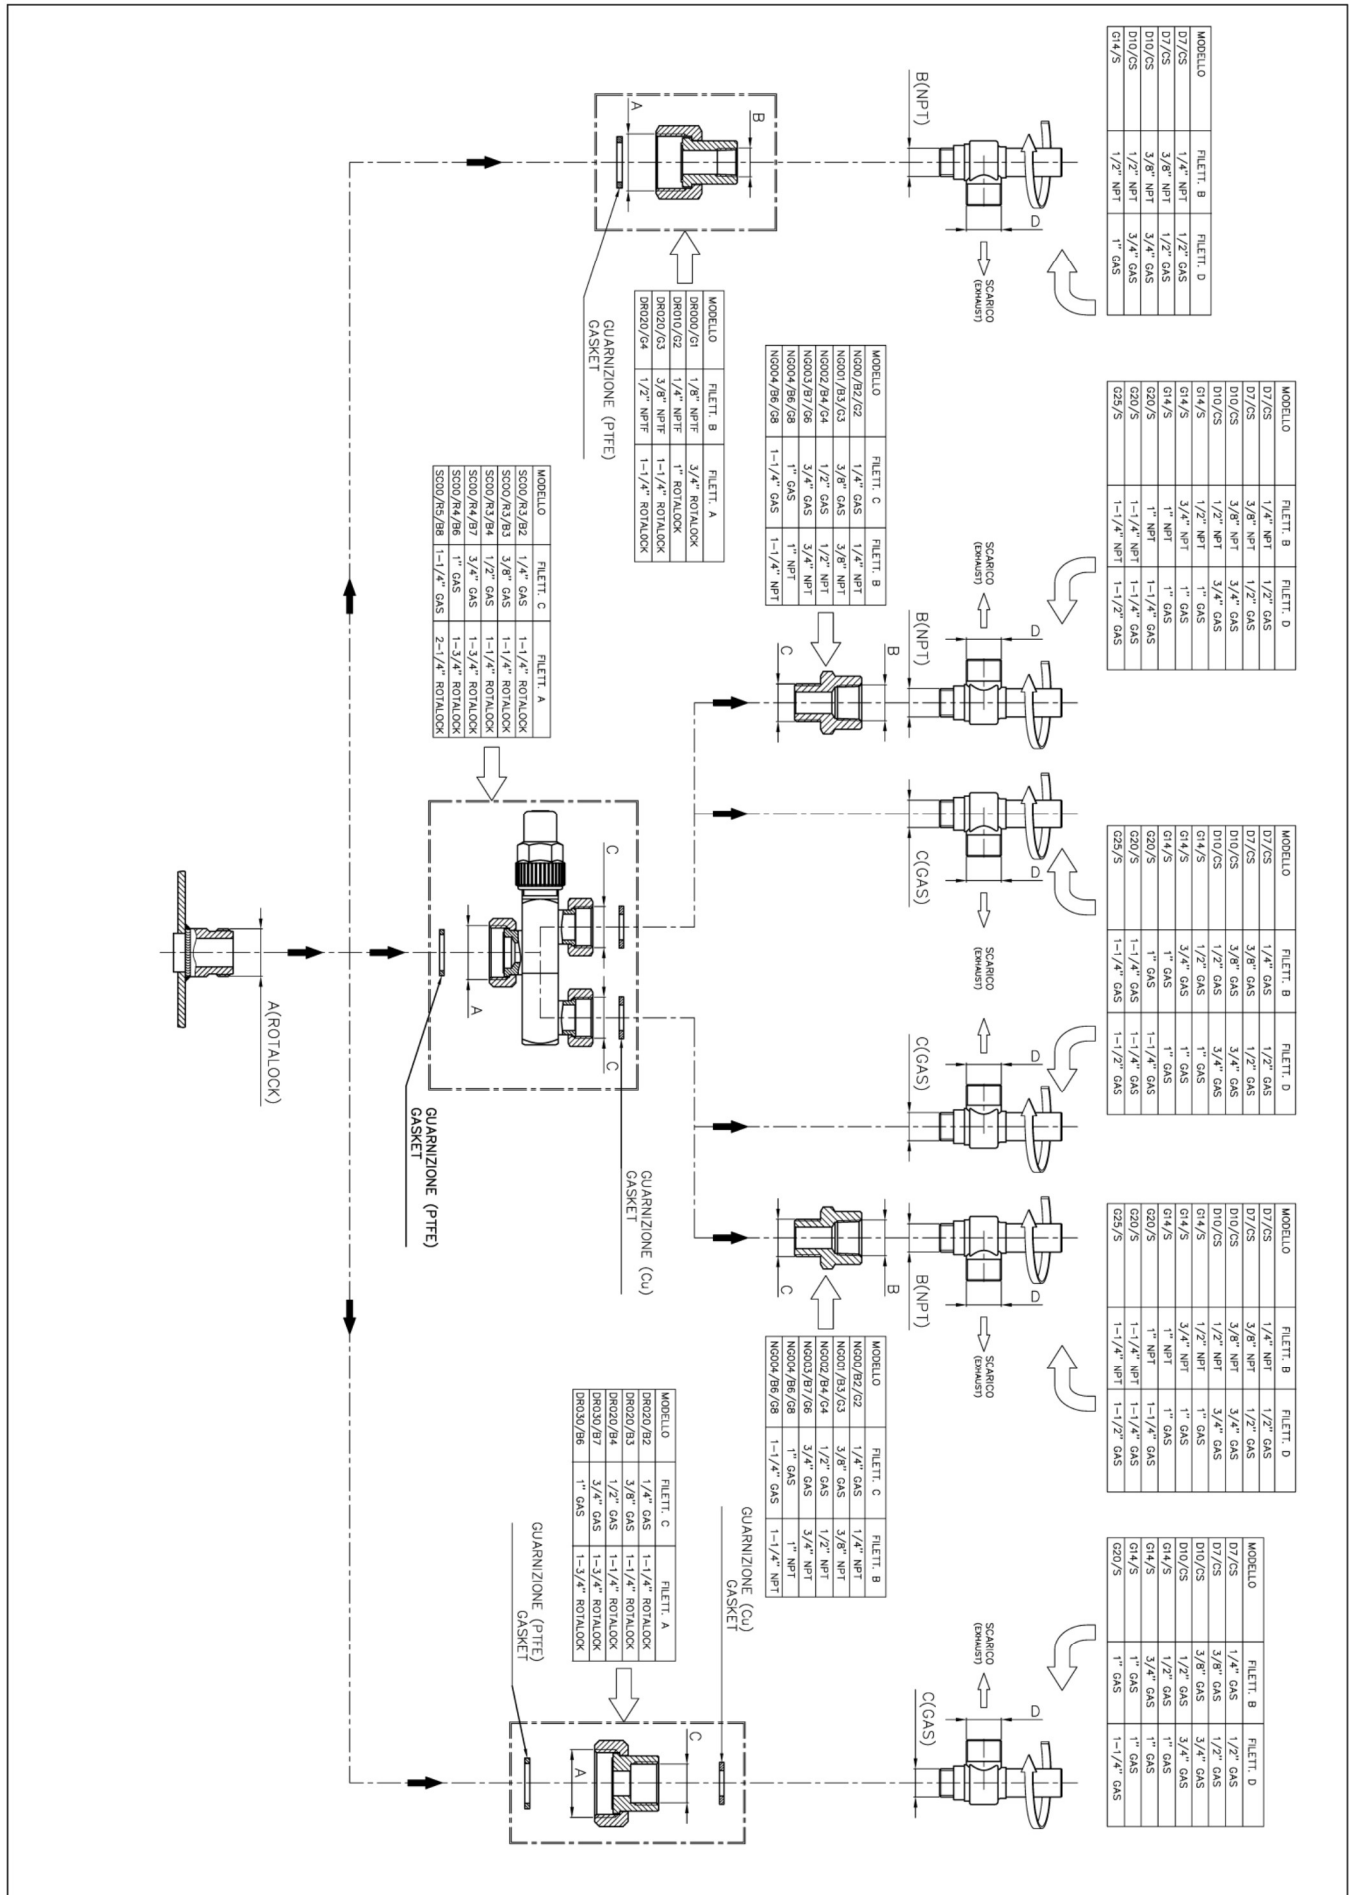 MODELLO FILETT. B FILETT. D
D7/CS 1/4" NPT 1/2" GAS
D7/CS 3/8" NPT 1/2" GAS
D10/CS 3/8" NPT 3/4" GAS
D10/CS 1/2" NPT 3/4" GAS
G14/S 1/2" NPT 1" GAS
MODELLO FILETT. B FILETT. D
D7/CS 1/4" NPT 1/2" GAS
D7/CS 3/8" NPT 1/2" GAS
D10/CS 3/8" NPT 3/4" GAS
D10/CS 1/2" NPT 3/4" GAS
G14/S 1/2" NPT 1" GAS
G14/S 3/4" NPT 1" GAS
G14/S 1" NPT 1" GAS
G20/S 1" NPT 1-1/4" GAS
G20/S 1-1/4" NPT 1-1/4" GAS
G25/S 1-1/4" NPT 1-1/2" GAS
MODELLO FILETT. B FILETT. D
D7/CS 1/4" GAS 1/2" GAS
D7/CS 3/8" GAS 1/2" GAS
D10/CS 3/8" GAS 3/4" GAS
D10/CS 1/2" GAS 3/4" GAS
G14/S 1/2" GAS 1" GAS
G14/S 3/4" GAS 1" GAS
G14/S 1" GAS 1" GAS
G20/S 1" GAS 1-1/4" GAS
G20/S 1-1/4" GAS 1-1/4" GAS
G25/S 1-1/4" GAS 1-1/2" GAS
MODELLO FILETT. B FILETT. D
D7/CS 1/4" NPT 1/2" GAS
D7/CS 3/8" NPT 1/2" GAS
D10/CS 3/8" NPT 3/4" GAS
D10/CS 1/2" NPT 3/4" GAS
G14/S 1/2" NPT 1" GAS
G14/S 3/4" NPT 1" GAS
G14/S 1" NPT 1" GAS
G20/S 1" NPT 1-1/4" GAS
G20/S 1-1/4" NPT 1-1/4" GAS
G25/S 1-1/4" NPT 1-1/2" GAS
MODELLO FILETT. B FILETT. D
D7/CS 1/4" GAS 1/2" GAS
D7/CS 3/8" GAS 1/2" GAS
D10/CS 3/8" GAS 3/4" GAS
D10/CS 1/2" GAS 3/4" GAS
G14/S 1/2" GAS 1" GAS
G14/S 3/4" GAS 1" GAS
G14/S 1" GAS 1" GAS
G20/S 1" GAS 1-1/4" GAS
D
D
D
D
D
D
SCARICO
(EXHAUST)
SCARICO
(EXHAUST)
SCARICO
(EXHAUST)
SCARICO
(EXHAUST)
SCARICO
(EXHAUST)
B(NPT)
B(NPT)
C(GAS)
C(GAS)
B(NPT)
C(GAS)
MODELLO FILETT. C FILETT. B
NG00/B2/G2 1/4" GAS 1/4" NPT
NG001/B3/G3 3/8" GAS 3/8" NPT
NG002/B4/G4 1/2" GAS 1/2" NPT
NG003/B7/G6 3/4" GAS 3/4" NPT
NG004/B6/G8 1" GAS 1" NPT
NG004/B6/G8 1-1/4" GAS 1-1/4" NPT
B
C
B
C
MODELLO FILETT. C FILETT. B
NG00/B2/G2 1/4" GAS 1/4" NPT
NG001/B3/G3 3/8" GAS 3/8" NPT
NG002/B4/G4 1/2" GAS 1/2" NPT
NG003/B7/G6 3/4" GAS 3/4" NPT
NG004/B6/G8 1" GAS 1" NPT
NG004/B6/G8 1-1/4" GAS 1-1/4" NPT
B
A
MODELLO FILETT. B FILETT. A
DR000/G1 1/8" NPTF 3/4" ROTALOCK
DR010/G2 1/4" NPTF 1" ROTALOCK
DR020/G3 3/8" NPTF 1-1/4" ROTALOCK
DR020/G4 1/2" NPTF 1-1/4" ROTALOCK
GUARNIZIONE (PTFE)
GASKET
GUARNIZIONE (Cu)
GASKET
GUARNIZIONE (Cu)
GASKET
MODELLO FILETT. C FILETT. A
DR020/B2 1/4" GAS 1-1/4" ROTALOCK
DR020/B3 3/8" GAS 1-1/4" ROTALOCK
DR020/B4 1/2" GAS 1-1/4" ROTALOCK
DR030/B7 3/4" GAS 1-3/4" ROTALOCK
DR030/B6 1" GAS 1-3/4" ROTALOCK
C
A
GUARNIZIONE (PTFE)
GASKET
MODELLO FILETT. C FILETT. A
SC00/R3/B2 1/4" GAS 1-1/4" ROTALOCK
SC00/R3/B3 3/8" GAS 1-1/4" ROTALOCK
SC00/R3/B4 1/2" GAS 1-1/4" ROTALOCK
SC00/R4/B7 3/4" GAS 1-3/4" ROTALOCK
SC00/R4/B6 1" GAS 1-3/4" ROTALOCK
SC00/R5/B8 1-1/4" GAS 2-1/4" ROTALOCK
C
C
A
GUARNIZIONE (PTFE)
GASKET
A(ROTALOCK)